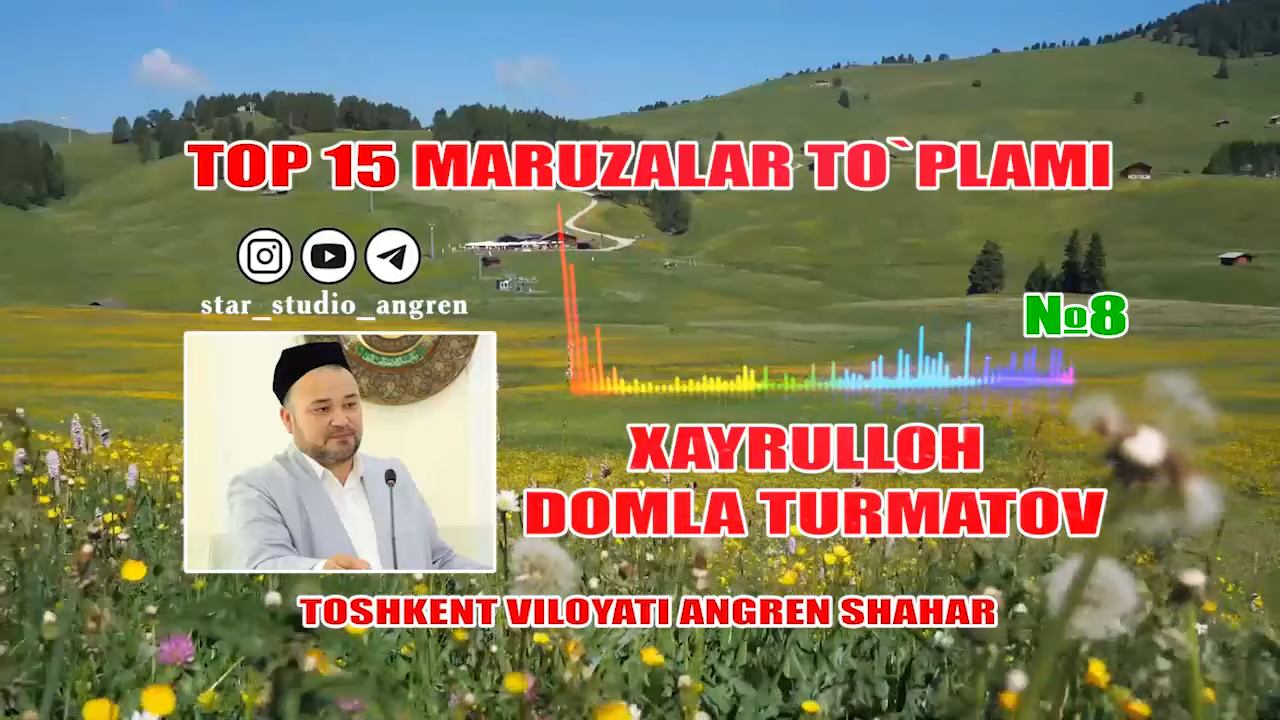 TOP 15 MARUZALAR TO`PLAMI
star_studio_angren
№8
XAYRULLOH
DOMLA TURMATOV
TOSHKENT VILOYATI ANGREN SHAHAR